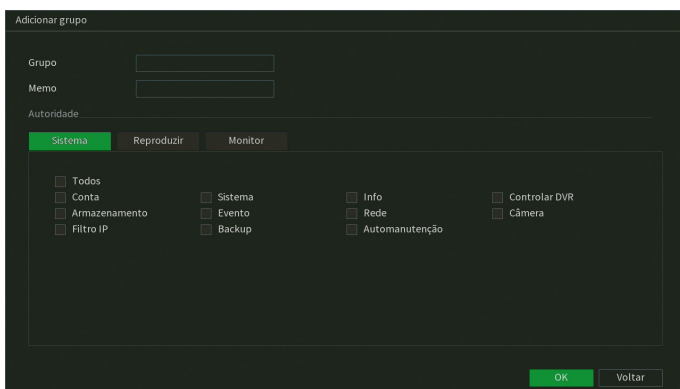 Adicionar grupo
Grupo
Memo
Autoridade
Sistema Reproduzir Monitor
Todos
Conta Sistema Info Controlar DVR
Armazenamento Evento Rede Câmera
Filtro IP Backup Automanutenção
OK Voltar